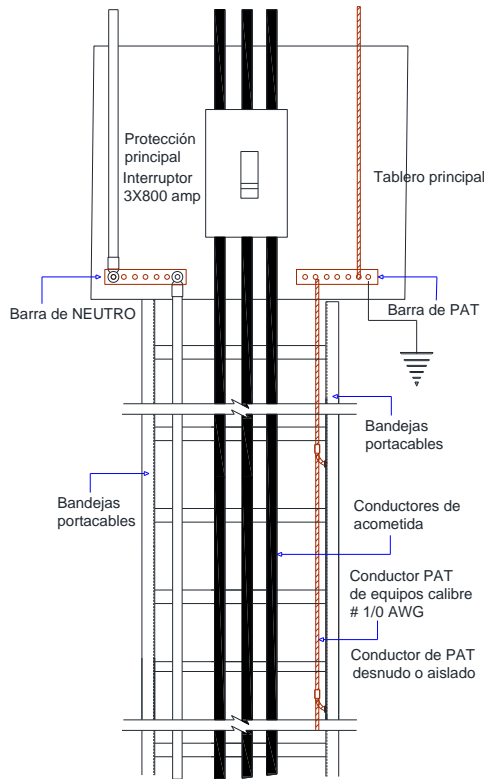 Protección
principal
Interruptor
3X800 amp
Tablero principal
Barra de NEUTRO
Barra de PAT
Bandejas
portacables
Bandejas
portacables
Conductores de
acometida
Conductor PAT
de equipos calibre
# 1/0 AWG
Conductor de PAT
desnudo o aislado